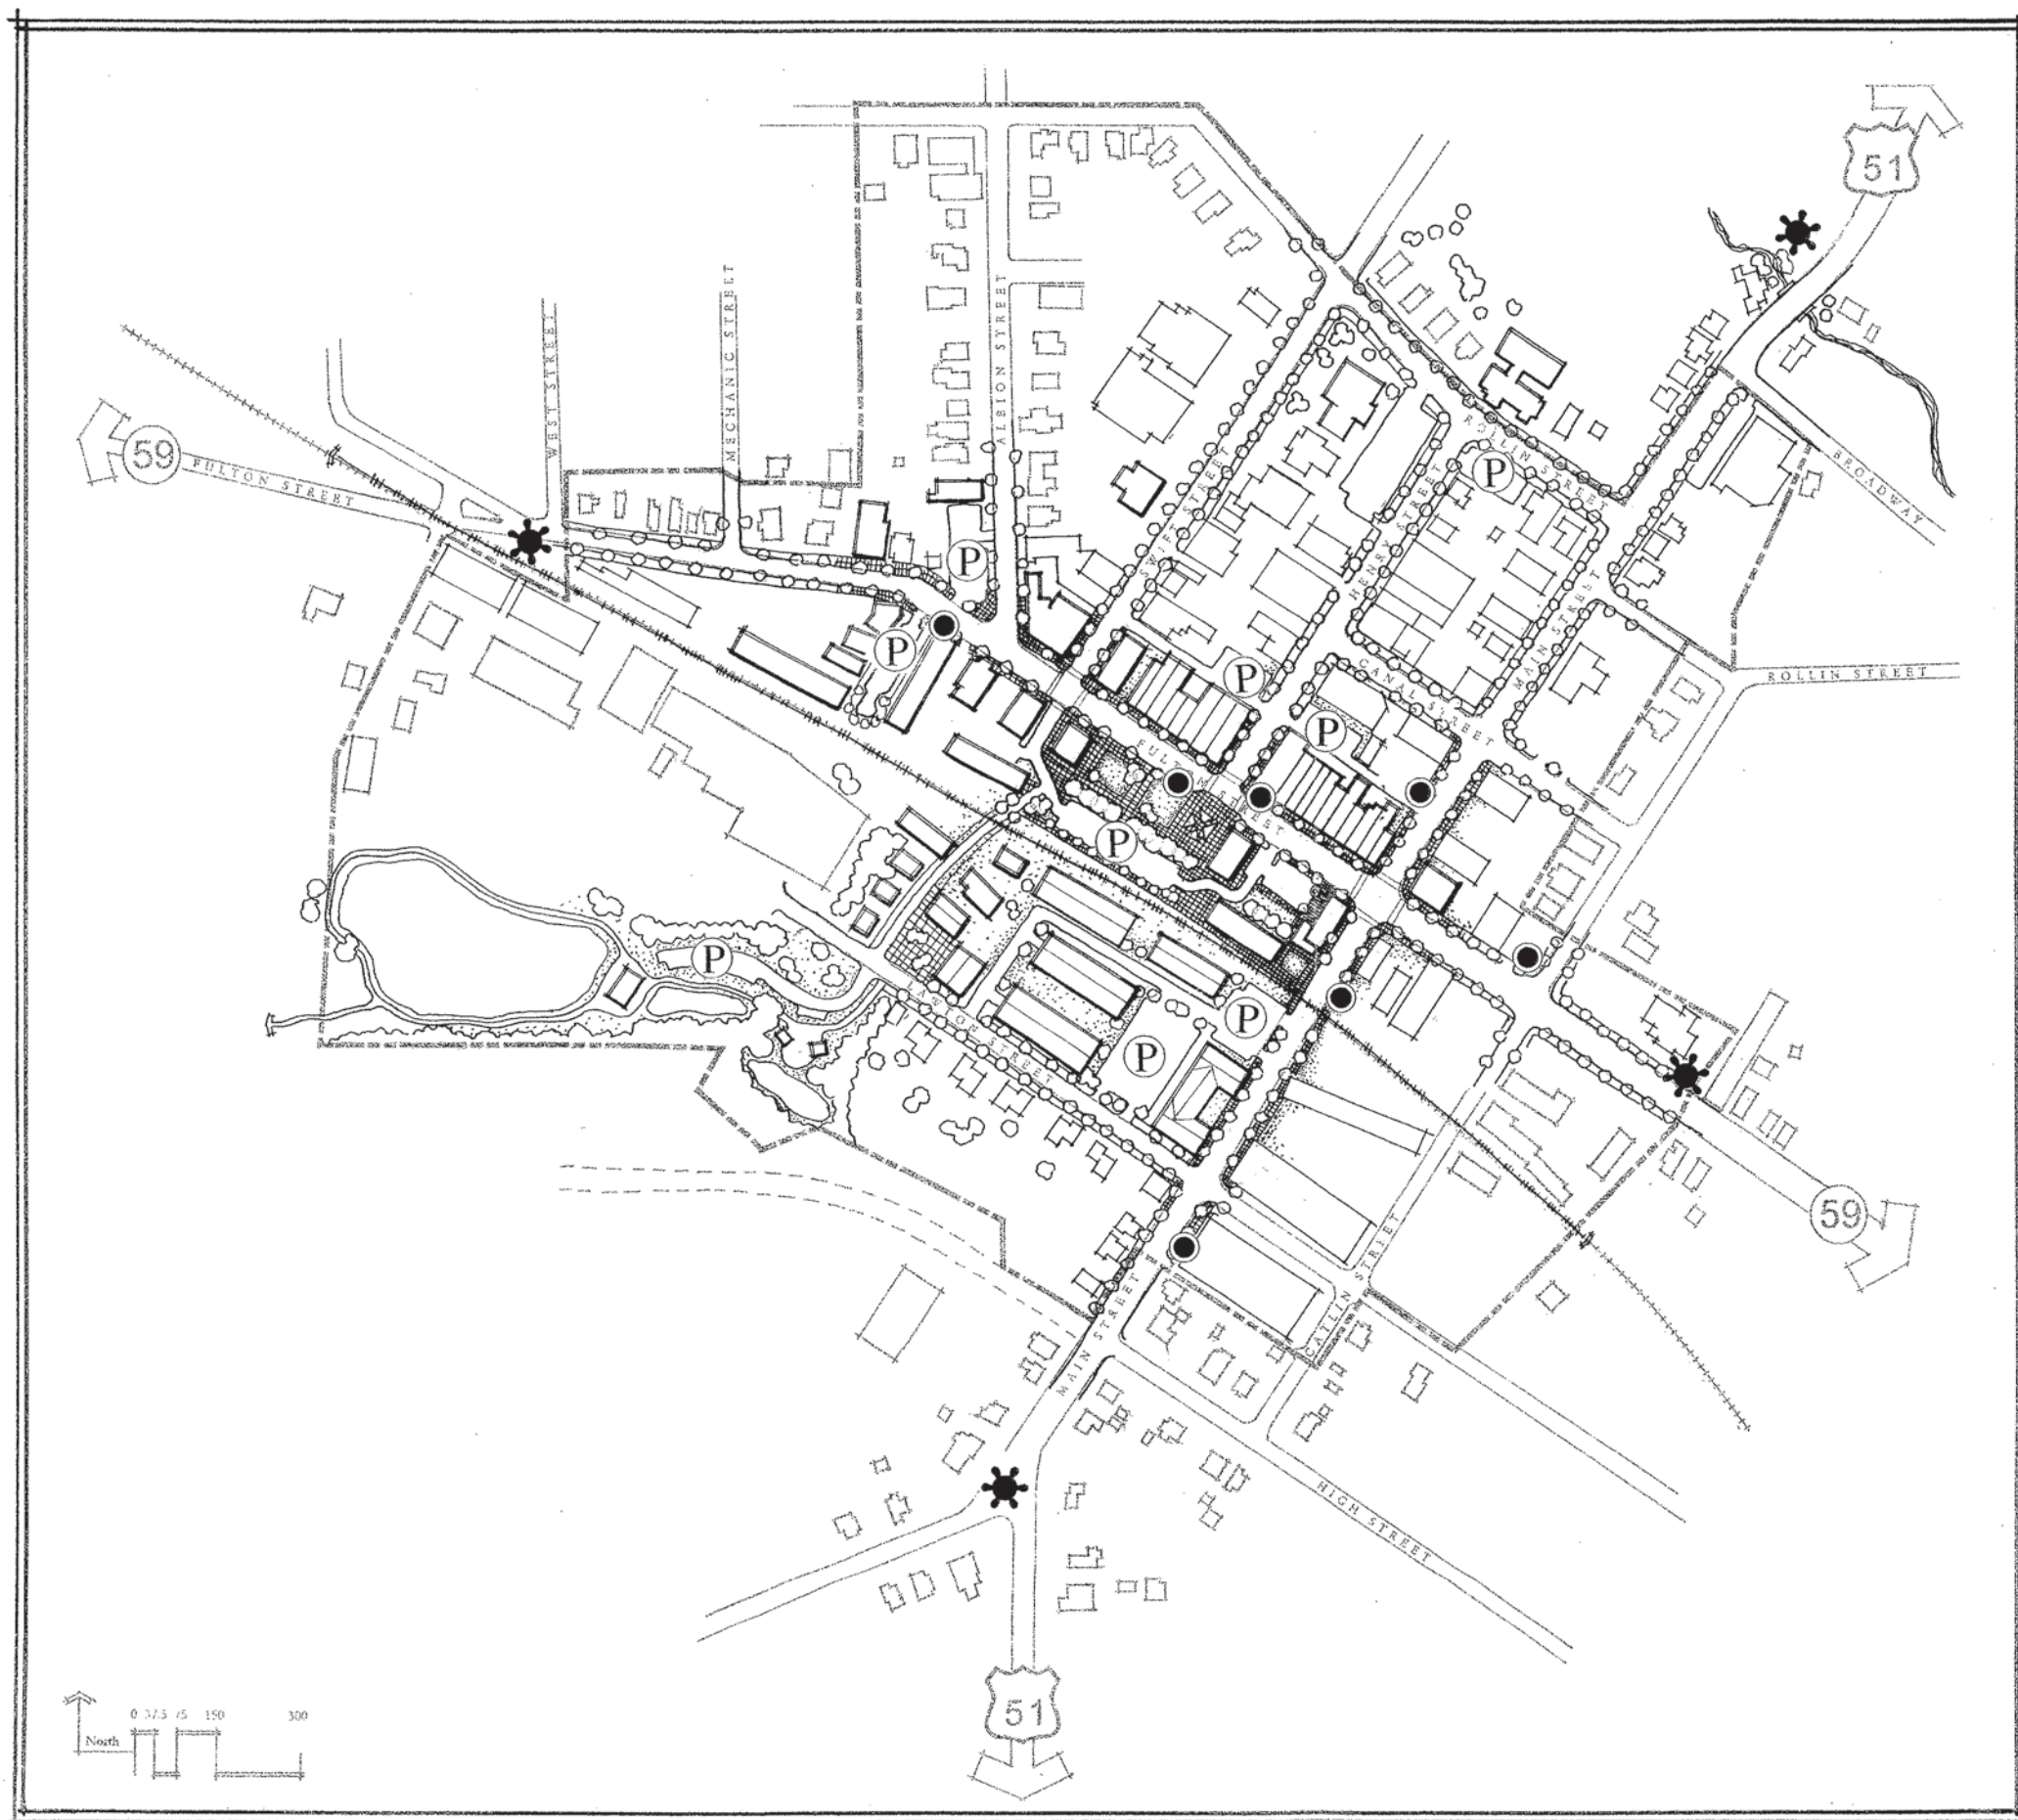 51
WEST STREET
MECHANIC STREET
ALBION STREET
59
FULTON STREET
SWIFT STREET
HENRY STREET
ROLLIN STREET
BROADWAY
P
P
P
P
P
CANAL STREET
MAIN STREET
ROLLIN STREET
FULTON STREET
P
P
P
P
LAWTON STREET
59
CATLIN STREET
MAIN STREET
HIGH STREET
51
North
0 37.5 75 150 300